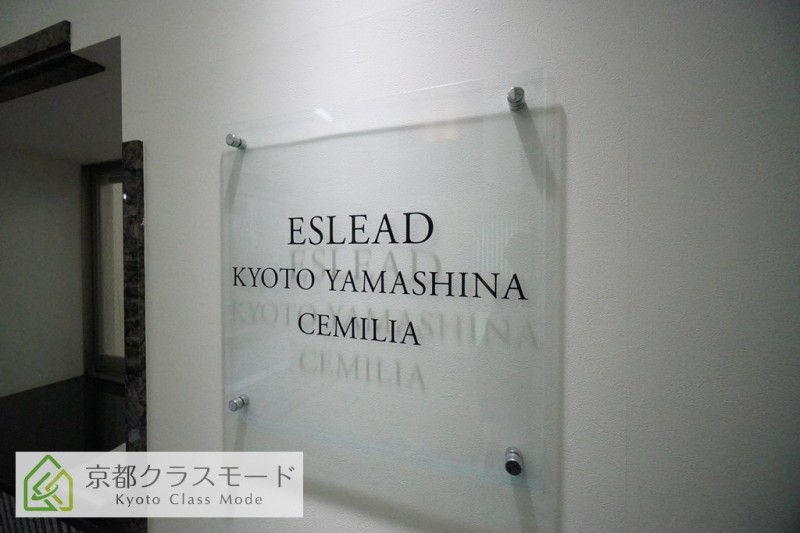 ESLEAD
KYOTO YAMASHINA
CEMILIA
京都クラスモード
Kyoto Class Mode